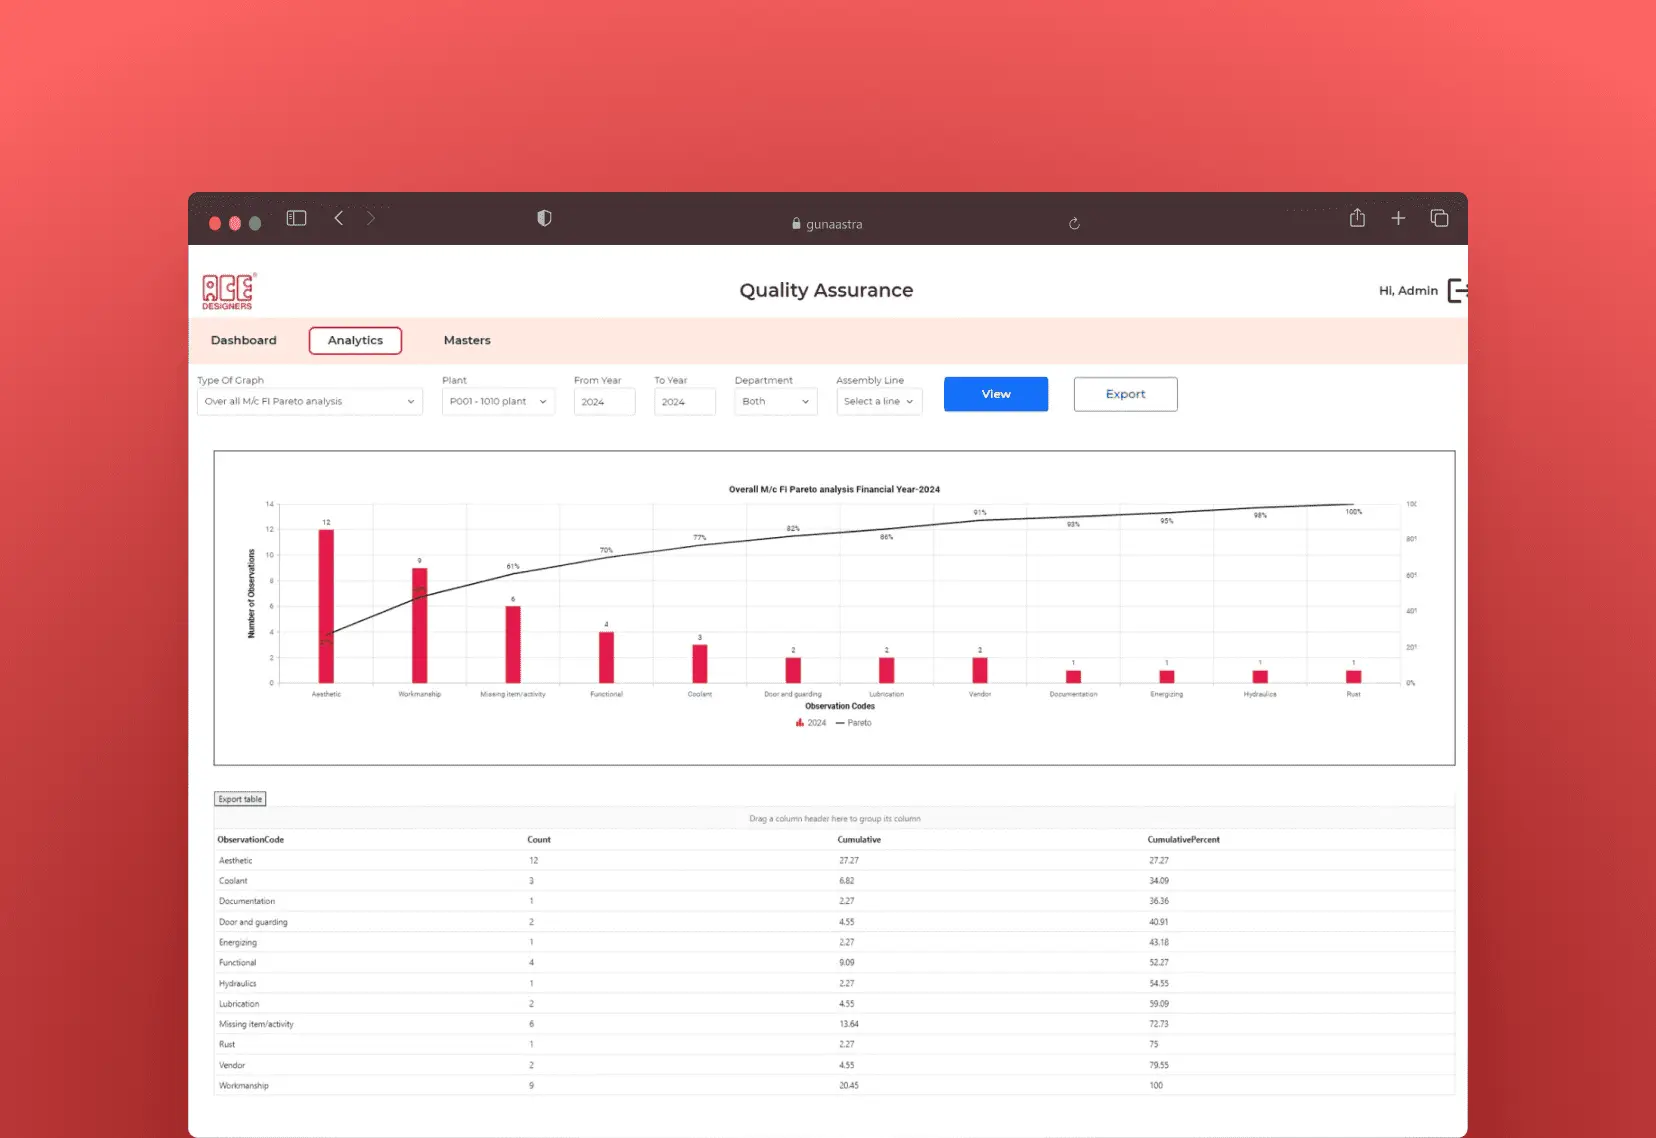 gunaastra
ACE
DESIGNERS
Quality Assurance
Hi, Admin
Dashboard Analytics Masters
Type Of Graph Plant From Year To Year Department Assembly Line
Over all M/c FI Pareto analysis P001 - 1010 plant 2024 2024 Both Select a line View Export
Overall M/c Fi Pareto analysis Financial Year-2024
Number of Observations
14
12
10
8
6
4
2
0
12 9 6 4 3 2 2 2 1 1 1 1
61% 70% 77% 82% 86% 91% 93% 95% 98% 100%
80%
60%
40%
20%
0%
Aesthetic Workmanship Missing item/activity Functional Coolant Door and guarding Lubrication Vendor Documentation Energizing Hydraulics Rust
Observation Codes
2024 Pareto
Export table
Drag a column header here to group its column
ObservationCode Count Cumulative CumulativePercent
Aesthetic 12 27.27 27.27
Coolant 3 6.82 34.09
Documentation 1 2.27 36.36
Door and guarding 2 4.55 40.91
Energizing 1 2.27 43.18
Functional 4 9.09 52.27
Hydraulics 1 2.27 54.55
Lubrication 2 4.55 59.09
Missing item/activity 6 13.64 72.73
Rust 1 2.27 75
Vendor 2 4.55 79.55
Workmanship 9 20.45 100